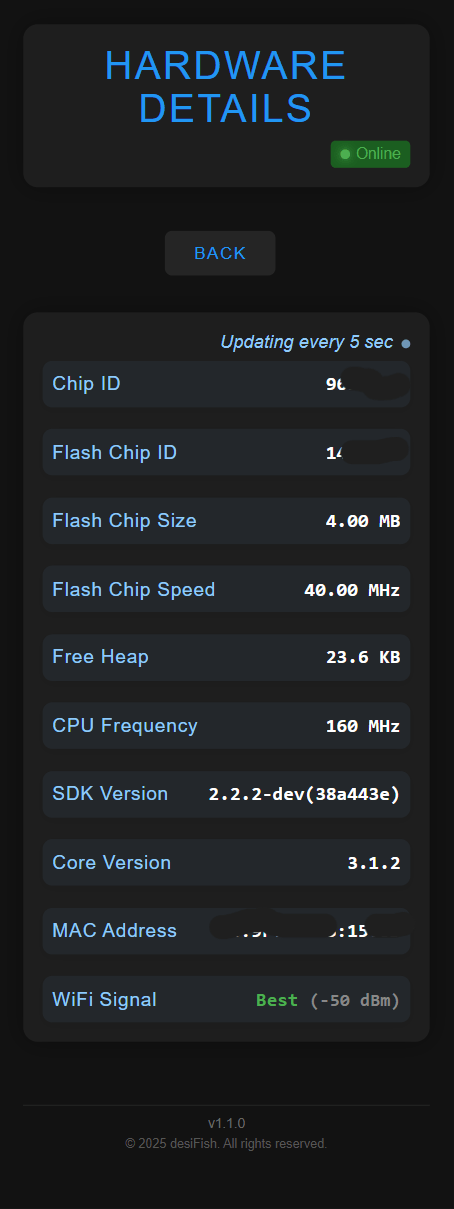 HARDWARE
DETAILS
Online
BACK
Updating every 5 sec
Chip ID
Flash Chip ID
Flash Chip Size 4.00 MB
Flash Chip Speed 40.00 MHz
Free Heap 23.6 KB
CPU Frequency 160 MHz
SDK Version 2.2.2-dev(38a443e)
Core Version 3.1.2
MAC Address
WiFi Signal Best (-50 dBm)
v1.1.0
© 2025 desiFish. All rights reserved.